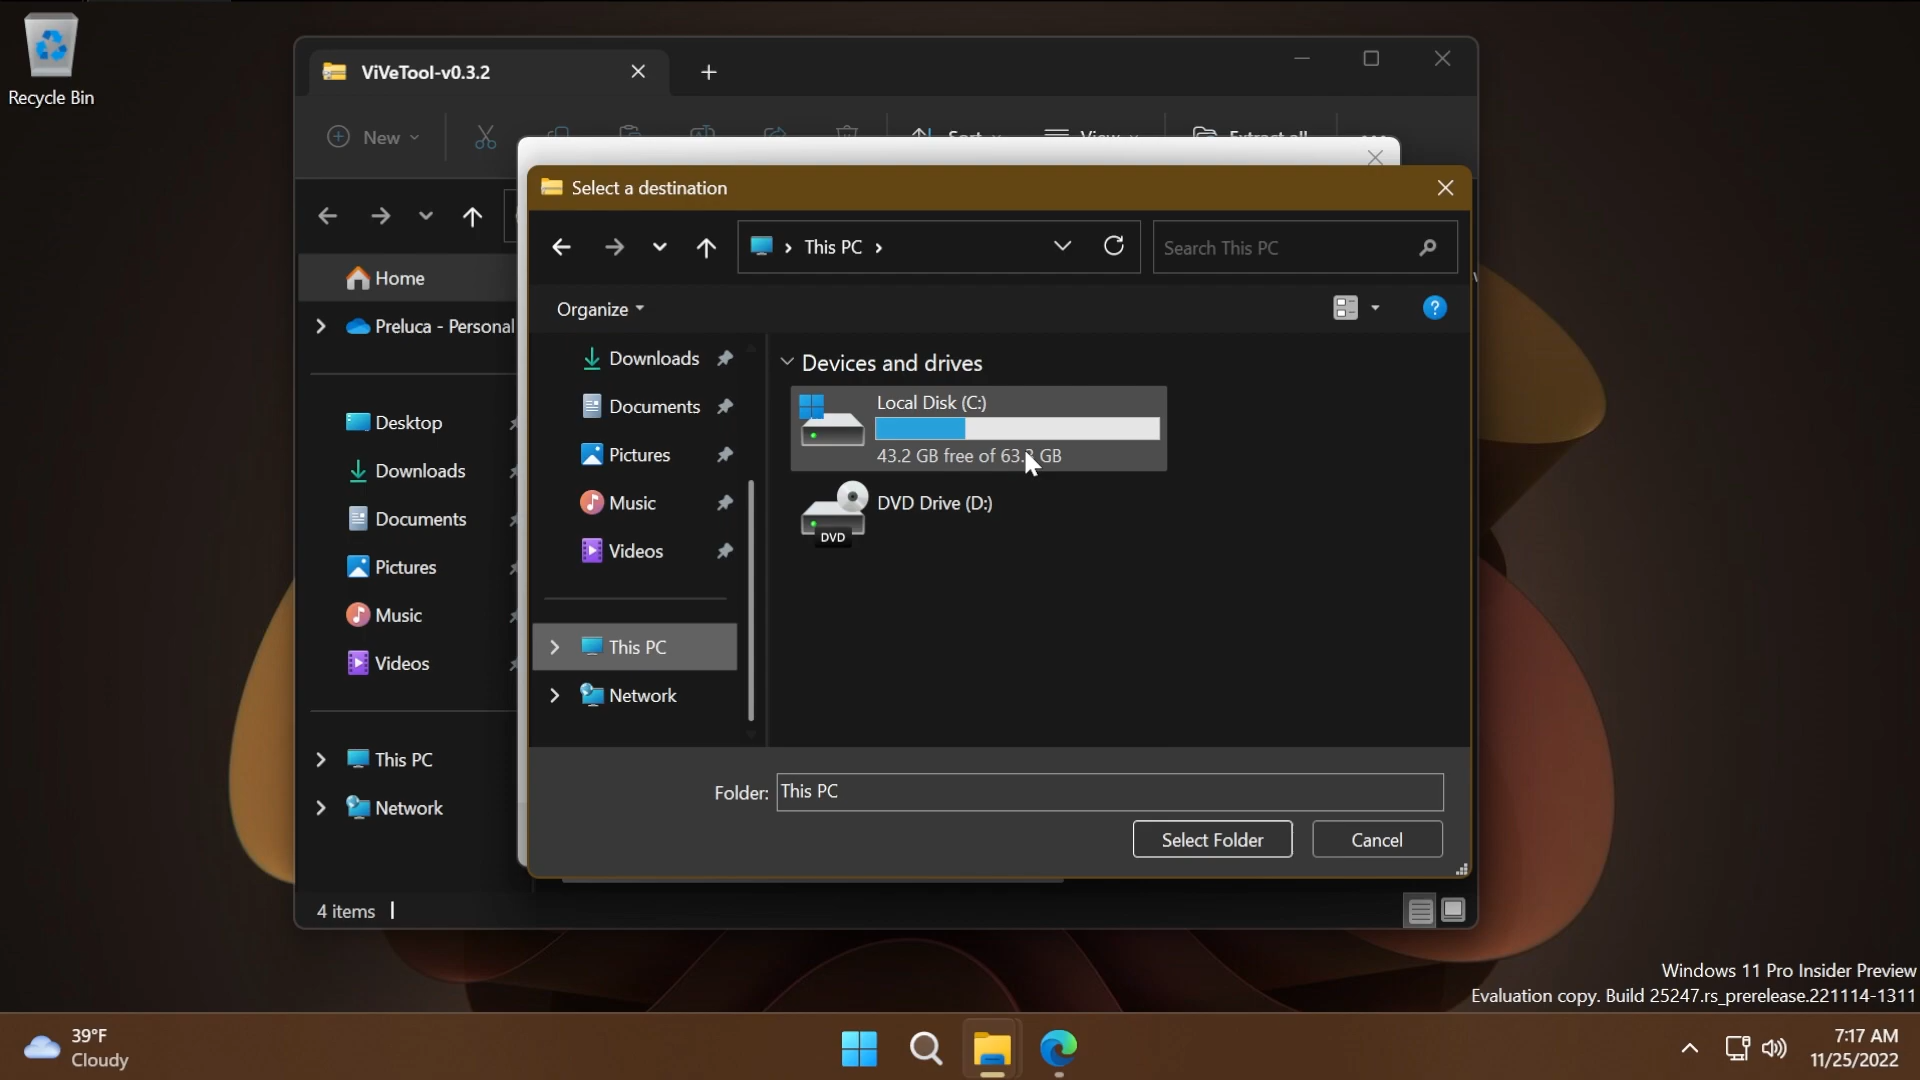 Recycle Bin
ViVeTool-v0.3.2
New
Sort
View
Extract all
Select a destination
This PC
Search This PC
Organize
Home
Preluca - Personal
Desktop
Downloads
Documents
Pictures
Music
Videos
This PC
Network
Downloads
Documents
Pictures
Music
Videos
This PC
Network
Devices and drives
Local Disk (C:)
43.2 GB free of 63.2 GB
DVD Drive (D:)
DVD
Folder: This PC
Select Folder
Cancel
4 items
Windows 11 Pro Insider Preview
Evaluation copy. Build 25247.rs_prerelease.221114-1311
39°F
Cloudy
7:17 AM
11/25/2022